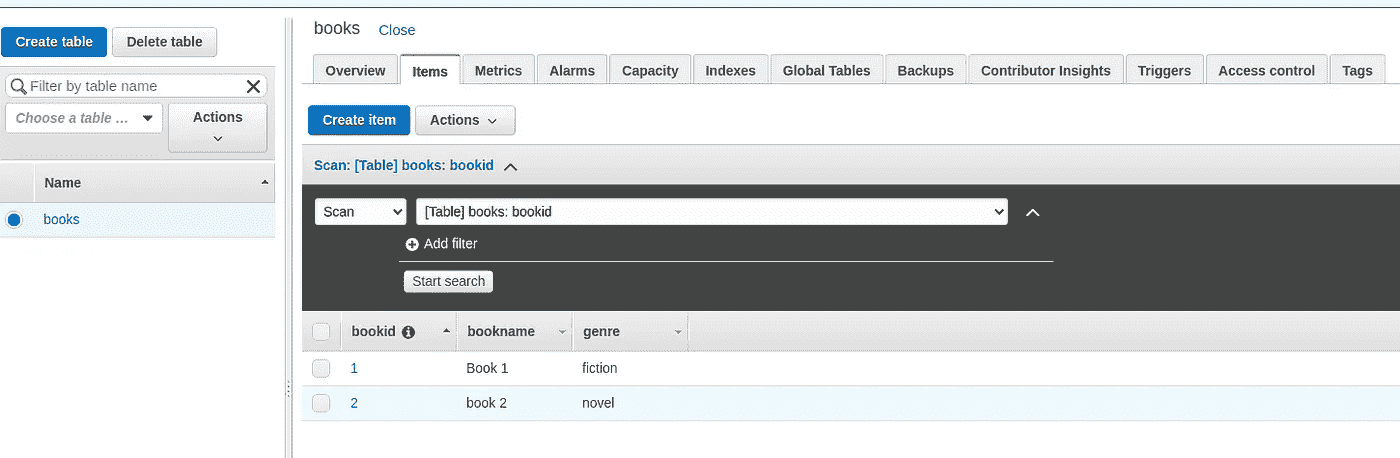 Create table Delete table
Filter by table name
Choose a table ... Actions
Name
books
books Close
Overview Items Metrics Alarms Capacity Indexes Global Tables Backups Contributor Insights Triggers Access control Tags
Create item Actions
Scan: [Table] books: bookid
Scan [Table] books: bookid
Add filter
Start search
bookid bookname genre
1 Book 1 fiction
2 book 2 novel